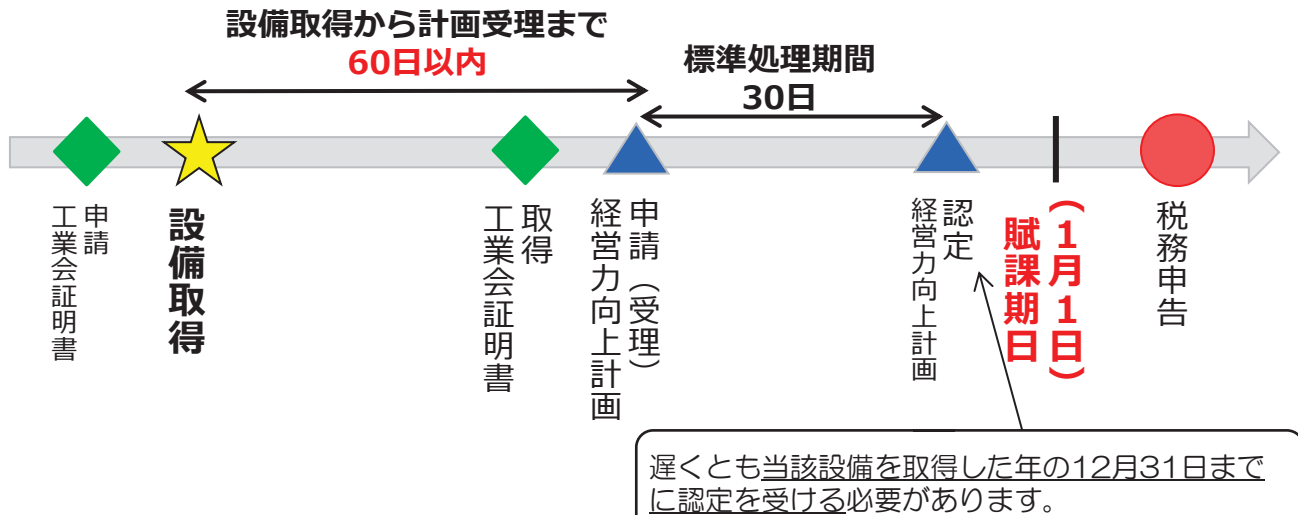 設備取得から計画受理まで
60日以内
標準処理期間
30日
申請
工業会証明書
設備取得
取得
工業会証明書
申請（受理）
経営力向上計画
認定
経営力向上計画
（１月１日）
賦課期日
税務申告
遅くとも当該設備を取得した年の12月31日まで
に認定を受ける必要があります。